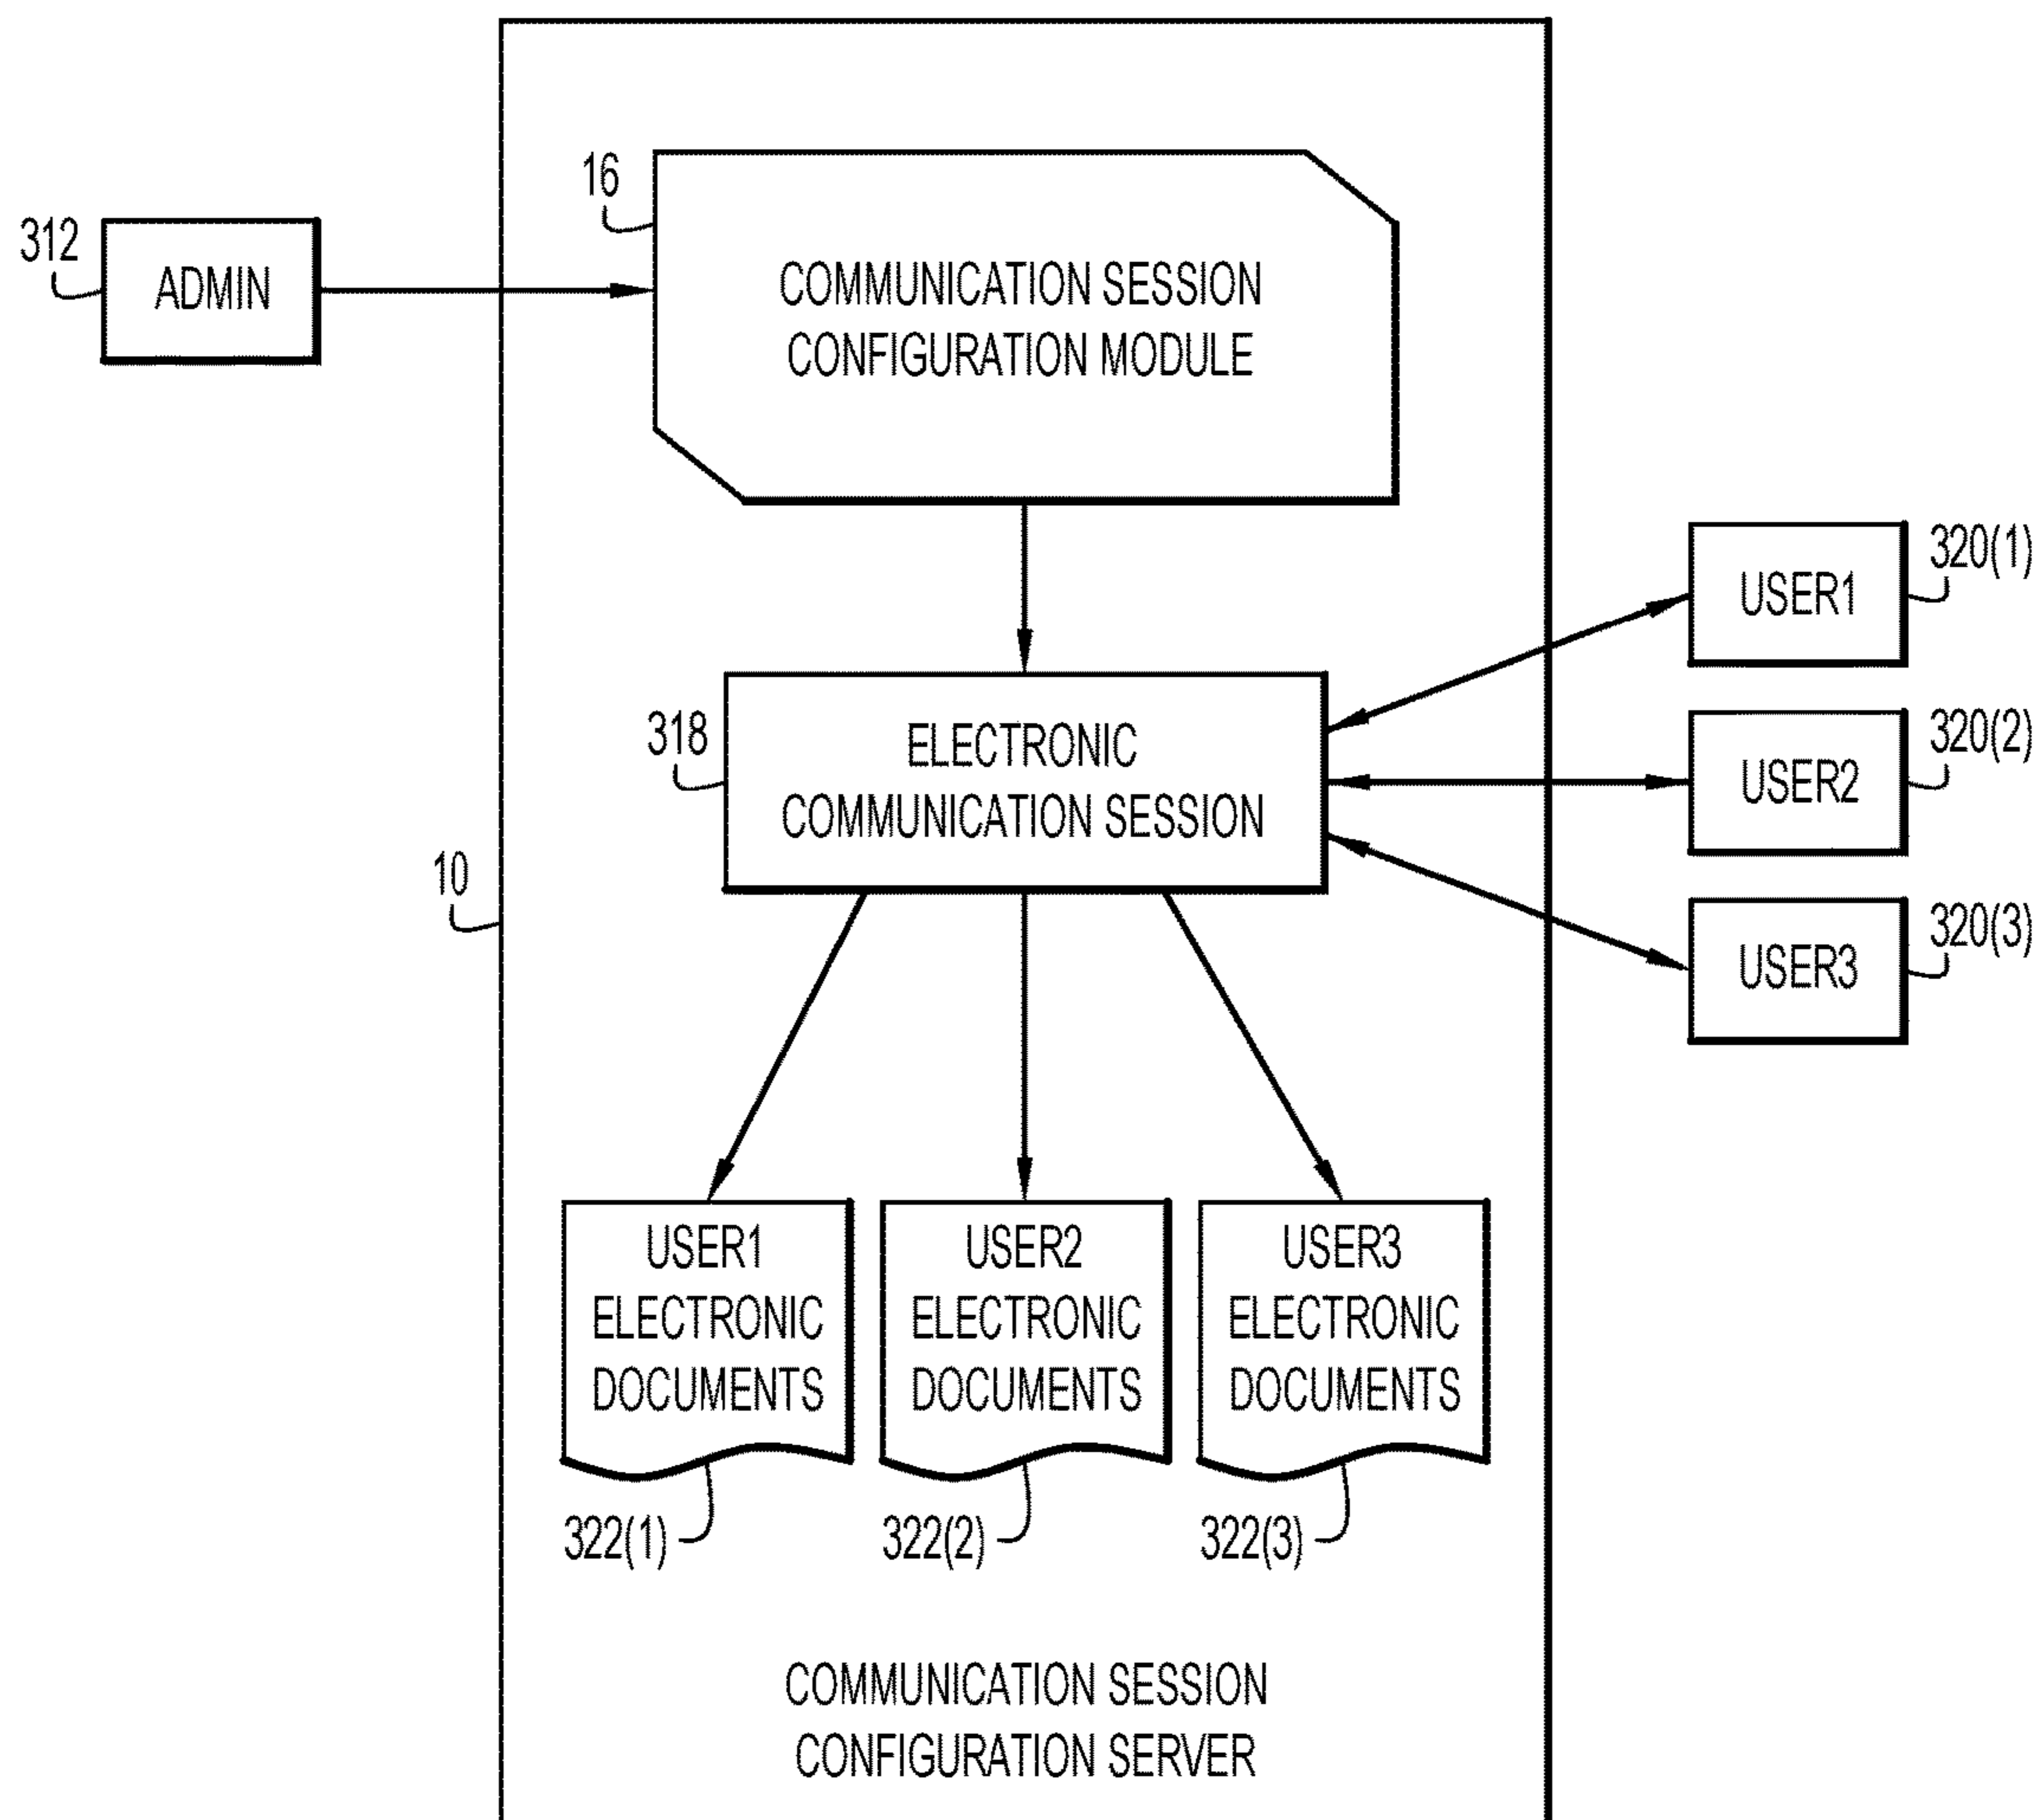 16
312
ADMIN
COMMUNICATION SESSION
CONFIGURATION MODULE
320(1)
USER1
318
ELECTRONIC
COMMUNICATION SESSION
320(2)
USER2
10
320(3)
USER3
USER1
ELECTRONIC
DOCUMENTS
USER2
ELECTRONIC
DOCUMENTS
USER3
ELECTRONIC
DOCUMENTS
322(1)
322(2)
322(3)
COMMUNICATION SESSION
CONFIGURATION SERVER